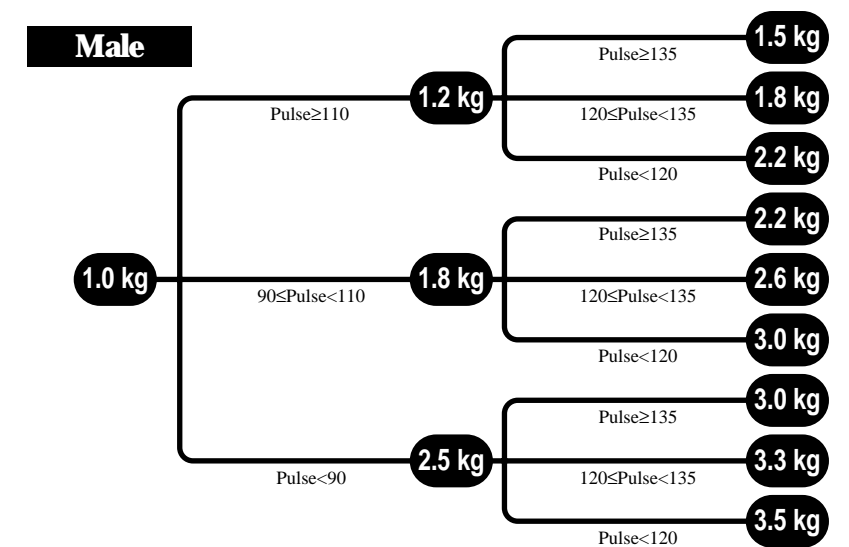 Male
1.5 kg
Pulse≥135
1.2 kg
1.8 kg
Pulse≥110
120≤Pulse<135
2.2 kg
Pulse<120
2.2 kg
Pulse≥135
1.0 kg
1.8 kg
2.6 kg
90≤Pulse<110
120≤Pulse<135
3.0 kg
Pulse<120
3.0 kg
Pulse≥135
2.5 kg
3.3 kg
Pulse<90
120≤Pulse<135
3.5 kg
Pulse<120